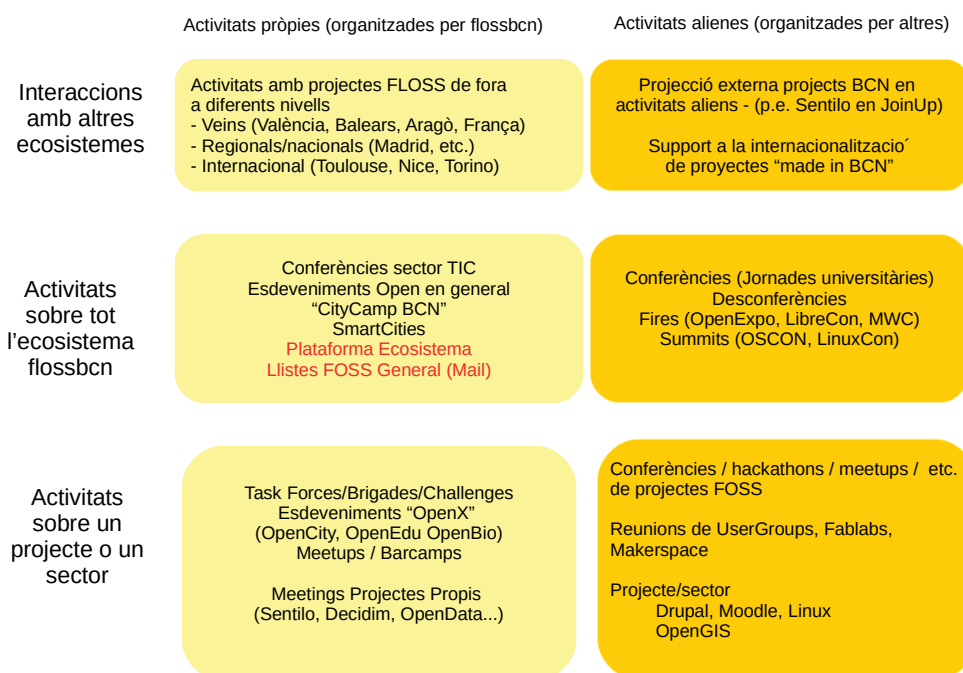 Activitats pròpies (organitzades per flossbcn)
Activitats alienes (organitzades per altres)
Interaccions
amb altres
ecosistemes
Activitats amb projectes FLOSS de fora
a diferents nivells
- Veins (València, Balears, Aragò, França)
- Regionals/nacionals (Madrid, etc.)
- Internacional (Toulouse, Nice, Torino)
Projecció externa projects BCN en
activitats aliens - (p.e. Sentilo en JoinUp)
Support a la internacionalitzacio´
de proyectes “made in BCN”
Activitats
sobre tot
l’ecosistema
flossbcn
Conferències sector TIC
Esdeveniments Open en general
“CityCamp BCN”
SmartCities
Plataforma Ecosistema
Llistes FOSS General (Mail)
Conferències (Jornades universitàries)
Desconferències
Fires (OpenExpo, LibreCon, MWC)
Summits (OSCON, LinuxCon)
Activitats
sobre un
projecte o un
sector
Task Forces/Brigades/Challenges
Esdeveniments “OpenX”
(OpenCity, OpenEdu OpenBio)
Meetups / Barcamps
Meetings Projectes Propis
(Sentilo, Decidim, OpenData...)
Conferències / hackathons / meetups / etc.
de projectes FOSS
Reunions de UserGroups, Fablabs,
Makerspace
Projecte/sector
Drupal, Moodle, Linux
OpenGIS